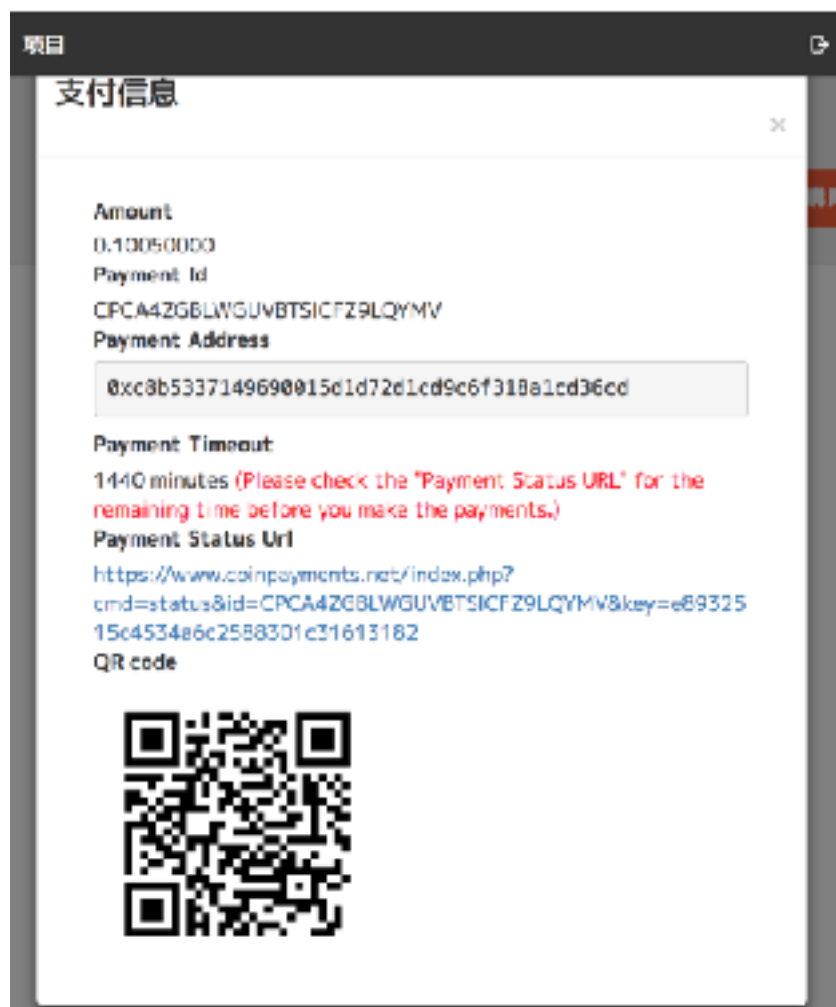 项目
支付信息
×
Amount
0.10050000
Payment Id
CPCA4ZGBLWGUVBTSICFZ9LQYMV
Payment Address
0xc8b5337149690015d1d72d1cd9c6f318a1cd36cd
Payment Timeout
1440 minutes (Please check the "Payment Status URL" for the
remaining time before you make the payments.)
Payment Status Url
https://www.coinpayments.net/index.php?
cmd=status&id=CPCA4ZGBLWGUVBTSICFZ9LQYMV&key=e89325
15c4534a6c2588301c31613182
QR code